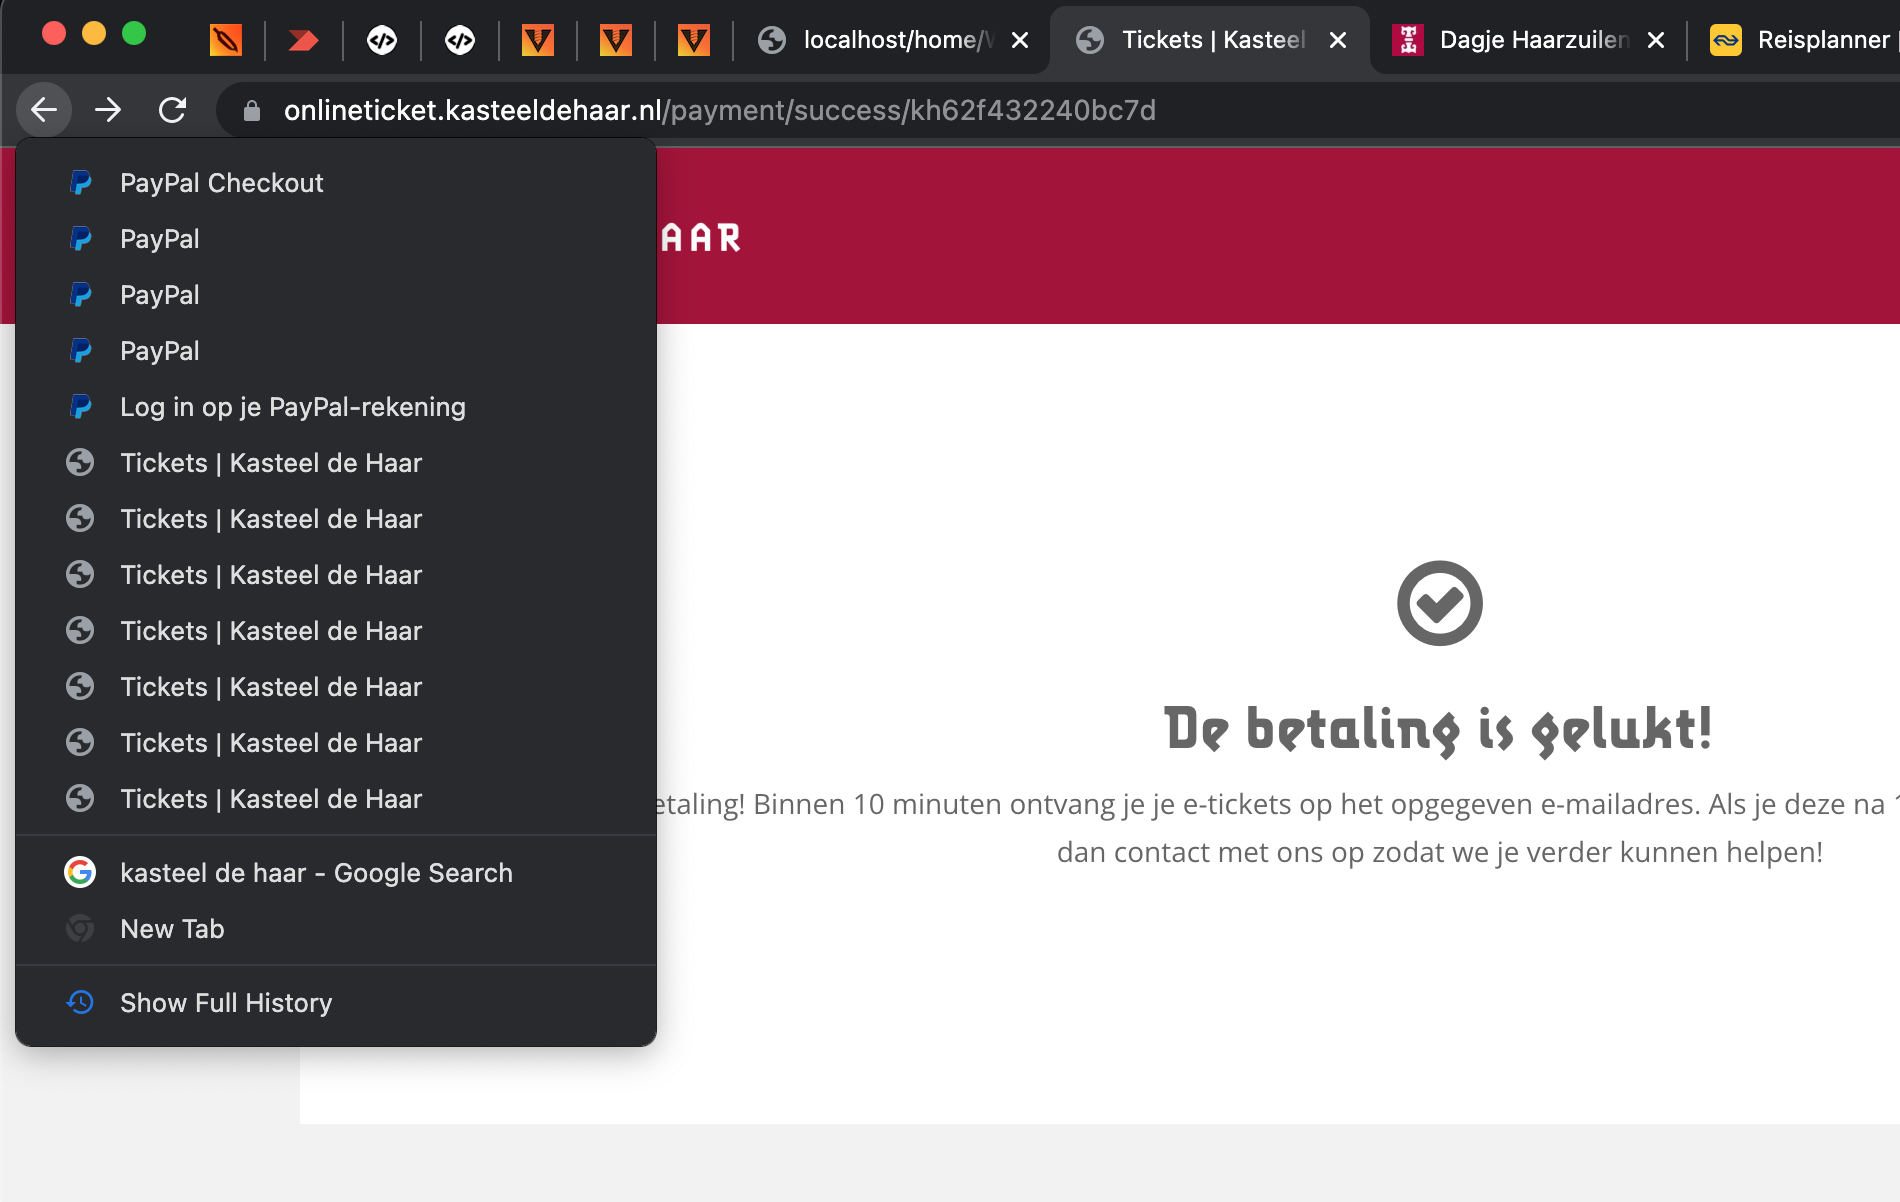 localhost/home/
Tickets | Kasteel
Dagje Haarzuilen
Reisplanner
onlineticket.kasteeldehaar.nl/payment/success/kh62f432240bc7d
PayPal Checkout
PayPal
PayPal
PayPal
Log in op je PayPal-rekening
Tickets | Kasteel de Haar
Tickets | Kasteel de Haar
Tickets | Kasteel de Haar
Tickets | Kasteel de Haar
Tickets | Kasteel de Haar
Tickets | Kasteel de Haar
Tickets | Kasteel de Haar
kasteel de haar - Google Search
New Tab
Show Full History
AAR
De betaling is gelukt!
etaling! Binnen 10 minuten ontvang je je e-tickets op het opgegeven e-mailadres. Als je deze na
dan contact met ons op zodat we je verder kunnen helpen!